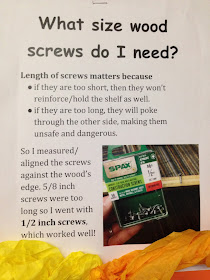 What size wood
screws do I need?
Length of screws matters because
● if they are too short, then they won't
reinforce/hold the shelf as well.
● if they are too long, they will poke
through the other side, making them
unsafe and dangerous.
So I measured/
aligned the screws
against the wood's
edge. 5/8 inch
screws were too
long so I went with
1/2 inch screws,
which worked well!
SPAX